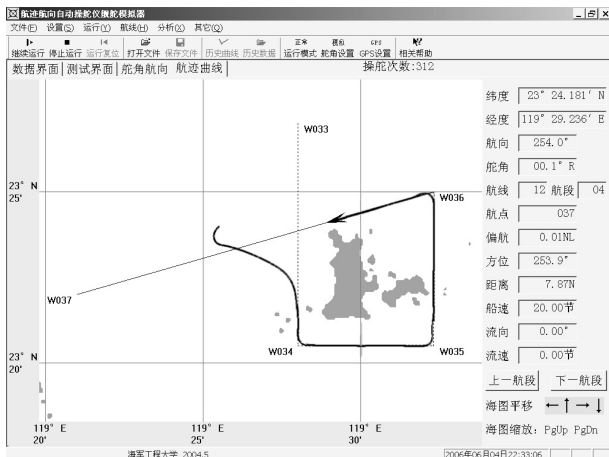 航迹航向自动操舵仪舰舵模拟器
文件(F) 设置(S) 运行(Y) 航线(H) 分析(X) 其它(Q)
正常 模拟 GPS
继续运行 停止运行 运行复位 打开文件 保存文件 历史曲线 历史数据 运行模式 舵角设置 GPS设置 相关帮助
数据界面 测试界面 舵角航向 航迹曲线 操舵次数:312
纬度 23° 24.181′ N
经度 119° 29.236′ E
航向 254.0°
舵角 00.1° R
航线 12 航段 04
航点 037
偏航 0.01NL
方位 253.9°
距离 7.87N
船速 20.00节
流向 0.00°
流速 0.00节
上一航段 下一航段
海图平移 ←↑→↓
海图缩放: PgUp PgDn
W033
23° N
25'
W036
W037
23° N
20'
W034
W035
119° E 119° E 119° E
20' 25' 30'
海军工程大学 2004.5 2006年06月04日22:33:06